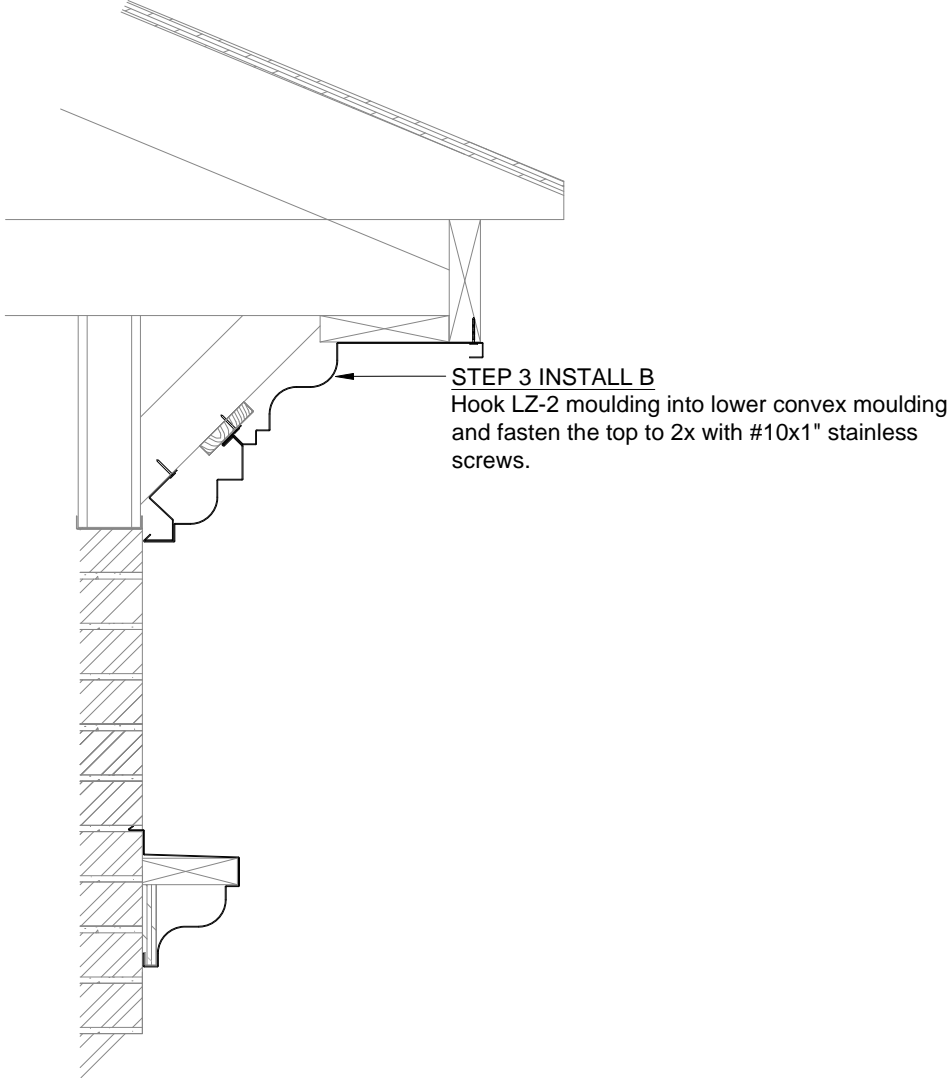 STEP 3 INSTALL B
Hook LZ-2 moulding into lower convex moulding
and fasten the top to 2x with #10x1" stainless
screws.